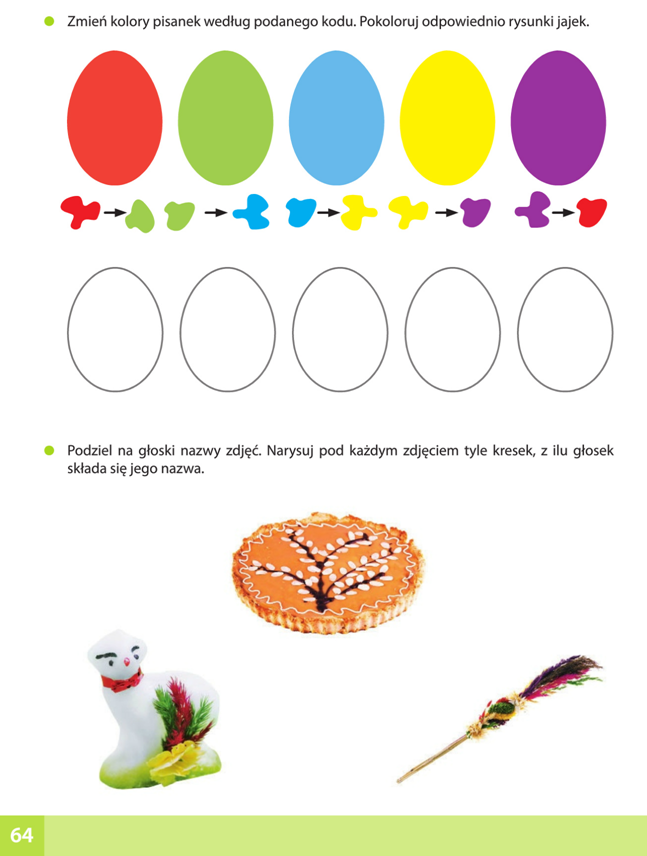 Zmień kolory pisanek według podanego kodu. Pokoloruj odpowiednio rysunki jajek.
Podziel na głoski nazwy zdjęć. Narysuj pod każdym zdjęciem tyle kresek, z ilu głosek
składa się jego nazwa.
64